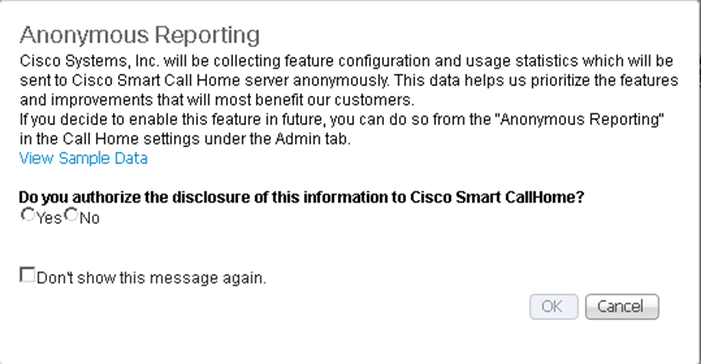 Anonymous Reporting
Cisco Systems, Inc. will be collecting feature configuration and usage statistics which will be
sent to Cisco Smart Call Home server anonymously. This data helps us prioritize the features
and improvements that will most benefit our customers.
If you decide to enable this feature in future, you can do so from the "Anonymous Reporting"
in the Call Home settings under the Admin tab.
View Sample Data
Do you authorize the disclosure of this information to Cisco Smart CallHome?
Yes No
Don't show this message again.
OK Cancel